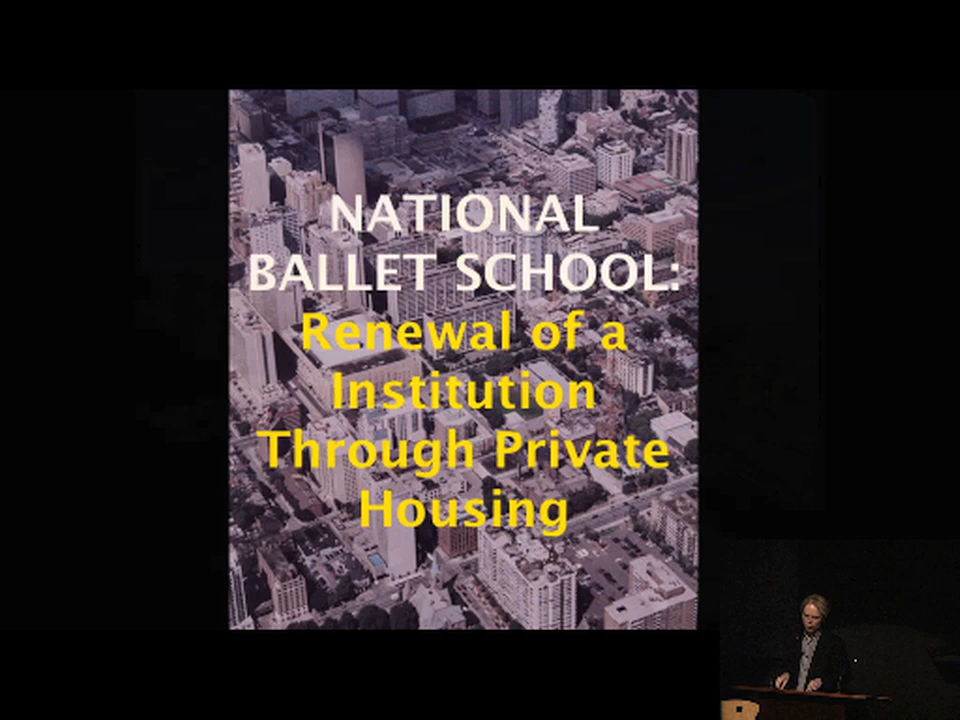 NATIONAL
BALLET SCHOOL:
Renewal of a
Institution
Through Private
Housing